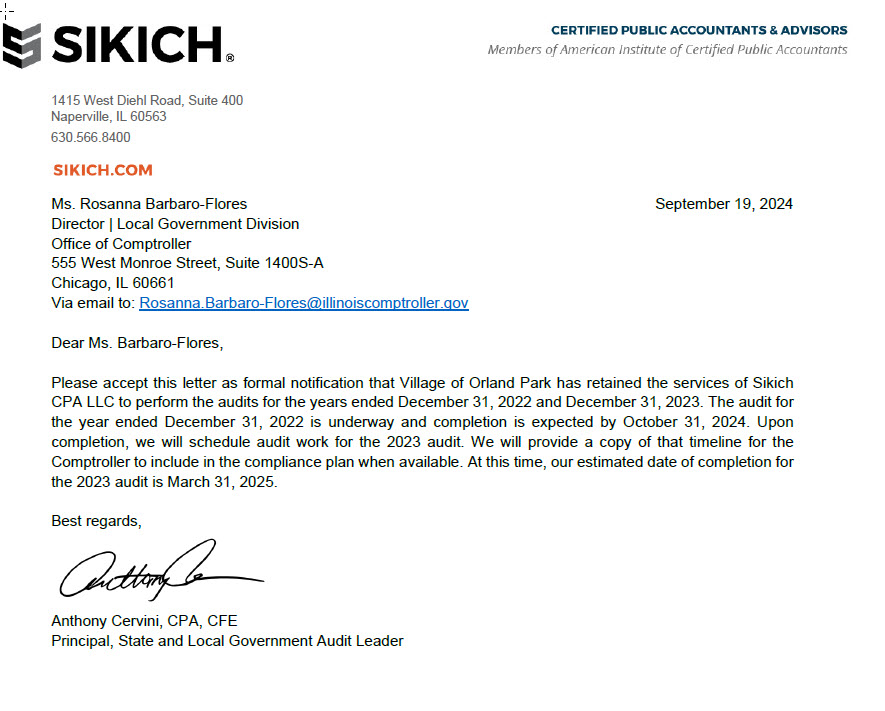 SIKICH®
CERTIFIED PUBLIC ACCOUNTANTS & ADVISORS
Members of American Institute of Certified Public Accountants
1415 West Diehl Road, Suite 400
Naperville, IL 60563
630.566.8400
SIKICH.COM
Ms. Rosanna Barbaro-Flores September 19, 2024
Director | Local Government Division
Office of Comptroller
555 West Monroe Street, Suite 1400S-A
Chicago, IL 60661
Via email to: Rosanna.Barbaro-Flores@illinoiscomptroller.gov
Dear Ms. Barbaro-Flores,
Please accept this letter as formal notification that Village of Orland Park has retained the services of Sikich
CPA LLC to perform the audits for the years ended December 31, 2022 and December 31, 2023. The audit for
the year ended December 31, 2022 is underway and completion is expected by October 31, 2024. Upon
completion, we will schedule audit work for the 2023 audit. We will provide a copy of that timeline for the
Comptroller to include in the compliance plan when available. At this time, our estimated date of completion for
the 2023 audit is March 31, 2025.
Best regards,
Anthony Cervini, CPA, CFE
Principal, State and Local Government Audit Leader